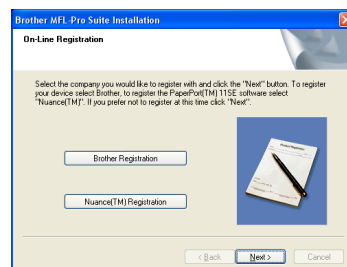 Brother MFL-Pro Suite Installation
On-Line Registration
Select the company you would like to register with and click the "Next" button. To register
your device select Brother, to register the PaperPort(TM) 11SE software select
"Nuance(TM)". If you prefer not to register at this time click "Next".
Brother Registration
Nuance(TM) Registration
< Back
Next >
Cancel